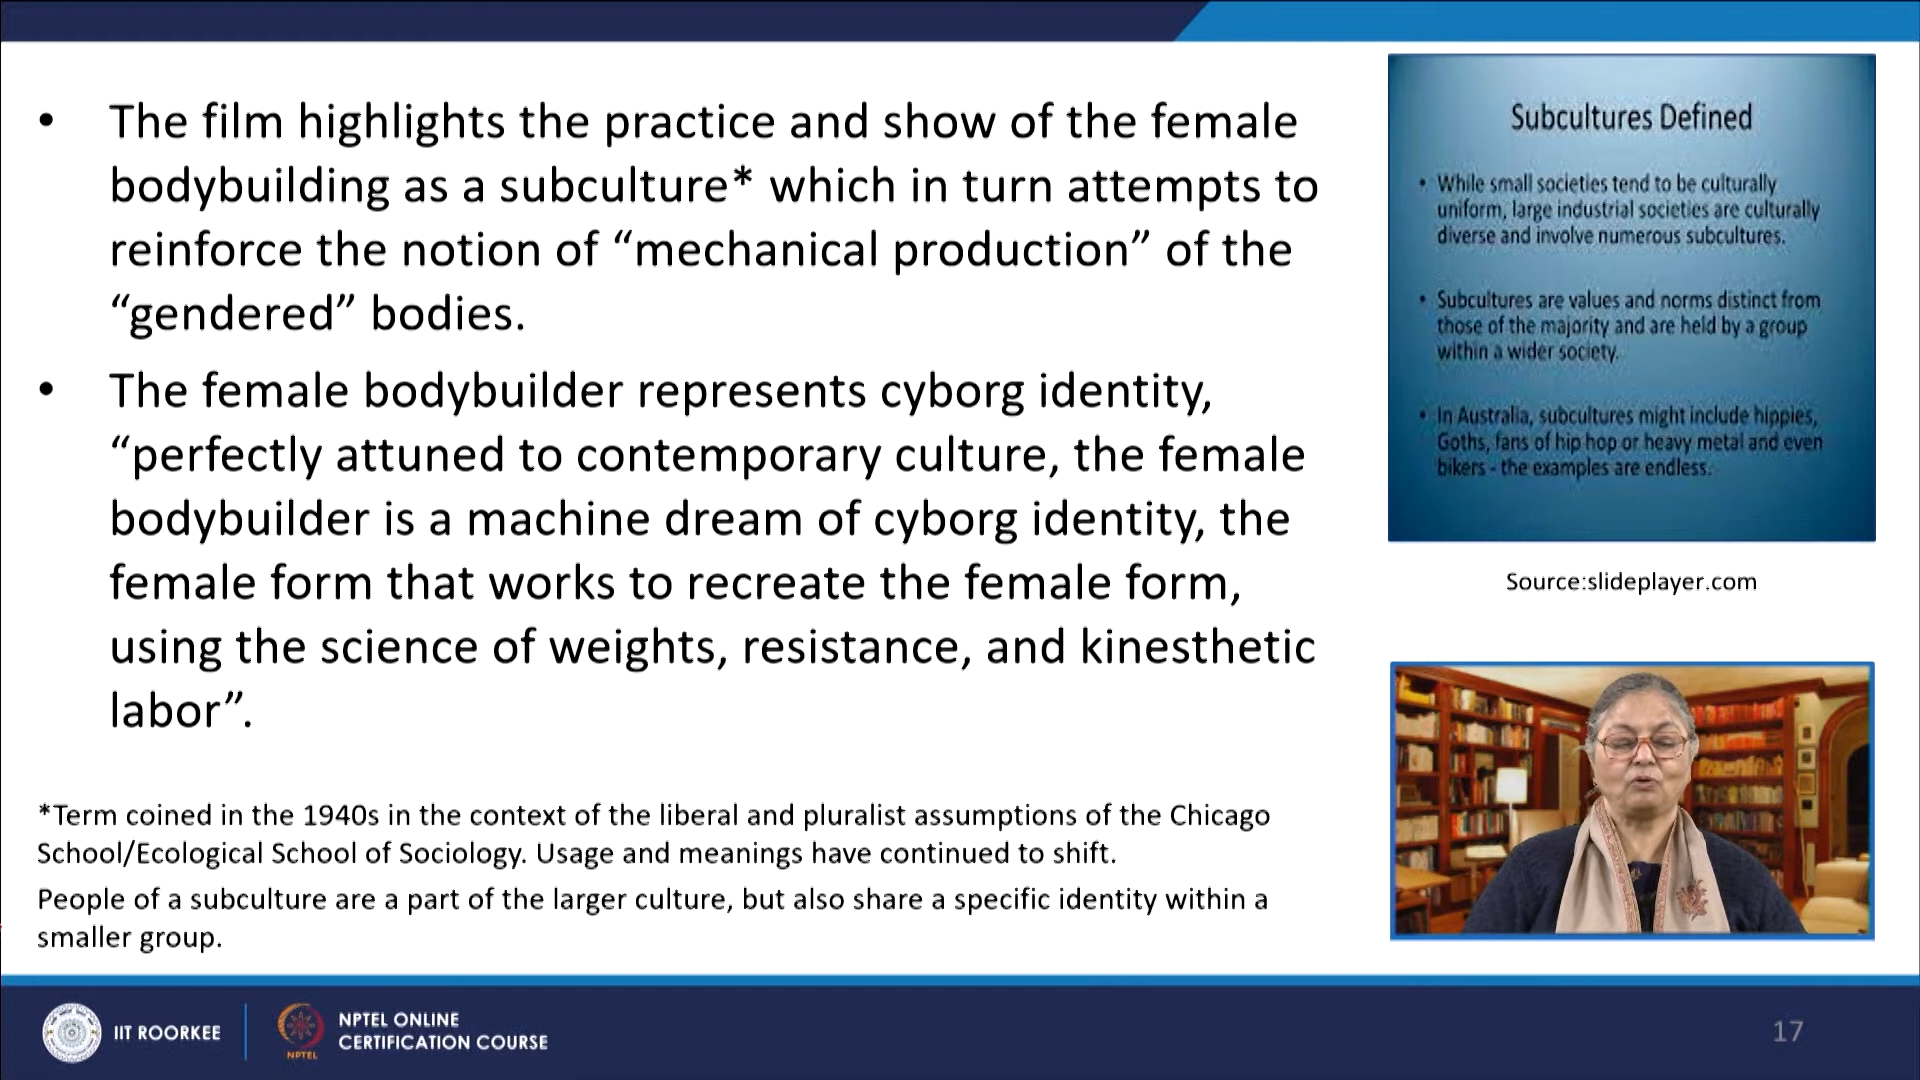 • The film highlights the practice and show of the female
bodybuilding as a subculture* which in turn attempts to
reinforce the notion of “mechanical production” of the
“gendered” bodies.
• The female bodybuilder represents cyborg identity,
“perfectly attuned to contemporary culture, the female
bodybuilder is a machine dream of cyborg identity, the
female form that works to recreate the female form,
using the science of weights, resistance, and kinesthetic
labor”.
*Term coined in the 1940s in the context of the liberal and pluralist assumptions of the Chicago
School/Ecological School of Sociology. Usage and meanings have continued to shift.
People of a subculture are a part of the larger culture, but also share a specific identity within a
smaller group.
Subcultures Defined
• While small societies tend to be culturally
uniform, large industrial societies are culturally
diverse and involve numerous subcultures.
• Subcultures are values and norms distinct from
those of the majority and are held by a group
within a wider society.
• In Australia, subcultures might include hippies,
Goths, fans of hip hop or heavy metal and even
bikers - the examples are endless.
Source:slideplayer.com
IIT ROORKEE
NPTEL
NPTEL ONLINE
CERTIFICATION COURSE
17